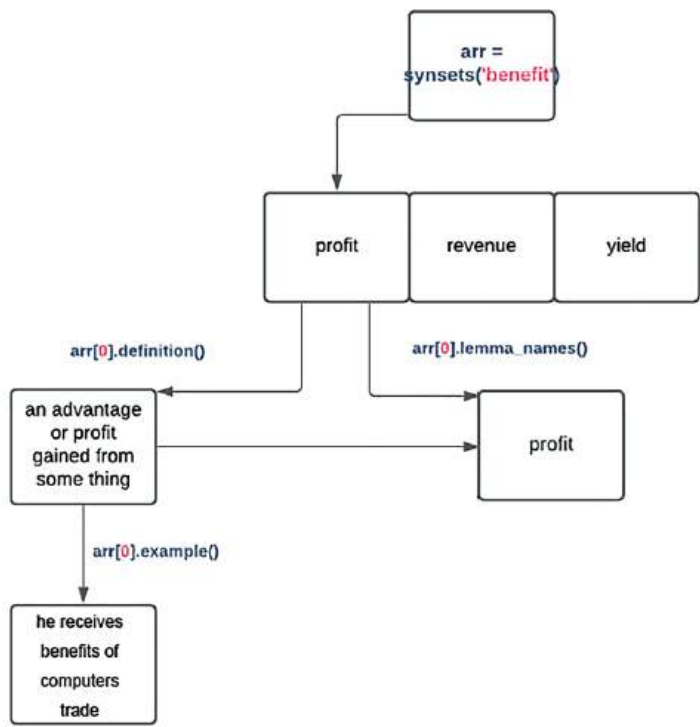 arr =
synsets('benefit')
profit
revenue
yield
arr[0].definition()
arr[0].lemma_names()
an advantage
or profit
gained from
some thing
profit
arr[0].example()
he receives
benefits of
computers
trade